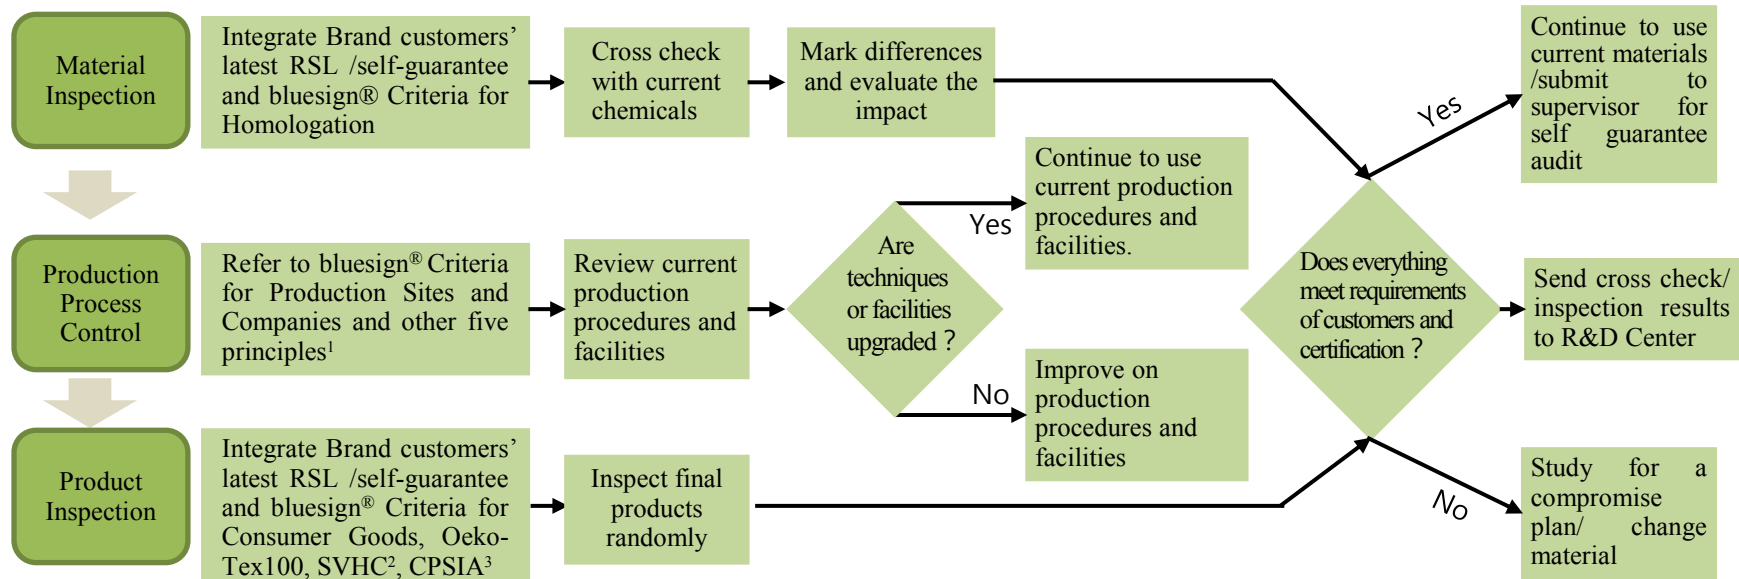 Material
Inspection
Integrate Brand customers’
latest RSL /self-guarantee
and bluesign® Criteria for
Homologation
Cross check
with current
chemicals
Mark differences
and evaluate the
impact
Yes
Continue to use
current materials
/submit to
supervisor for
self guarantee
audit
Production
Process
Control
Refer to bluesign® Criteria
for Production Sites and
Companies and other five
principles¹
Review current
production
procedures and
facilities
Are
techniques
or facilities
upgraded？
Yes
Continue to use
current production
procedures and
facilities.
No
Improve on
production
procedures and
facilities
Does everything
meet requirements
of customers and
certification？
Send cross check/
inspection results
to R&D Center
Product
Inspection
Integrate Brand customers’
latest RSL /self-guarantee
and bluesign® Criteria for
Consumer Goods, Oeko-
Tex100, SVHC², CPSIA³
Inspect final
products
randomly
No
Study for a
compromise
plan/ change
material